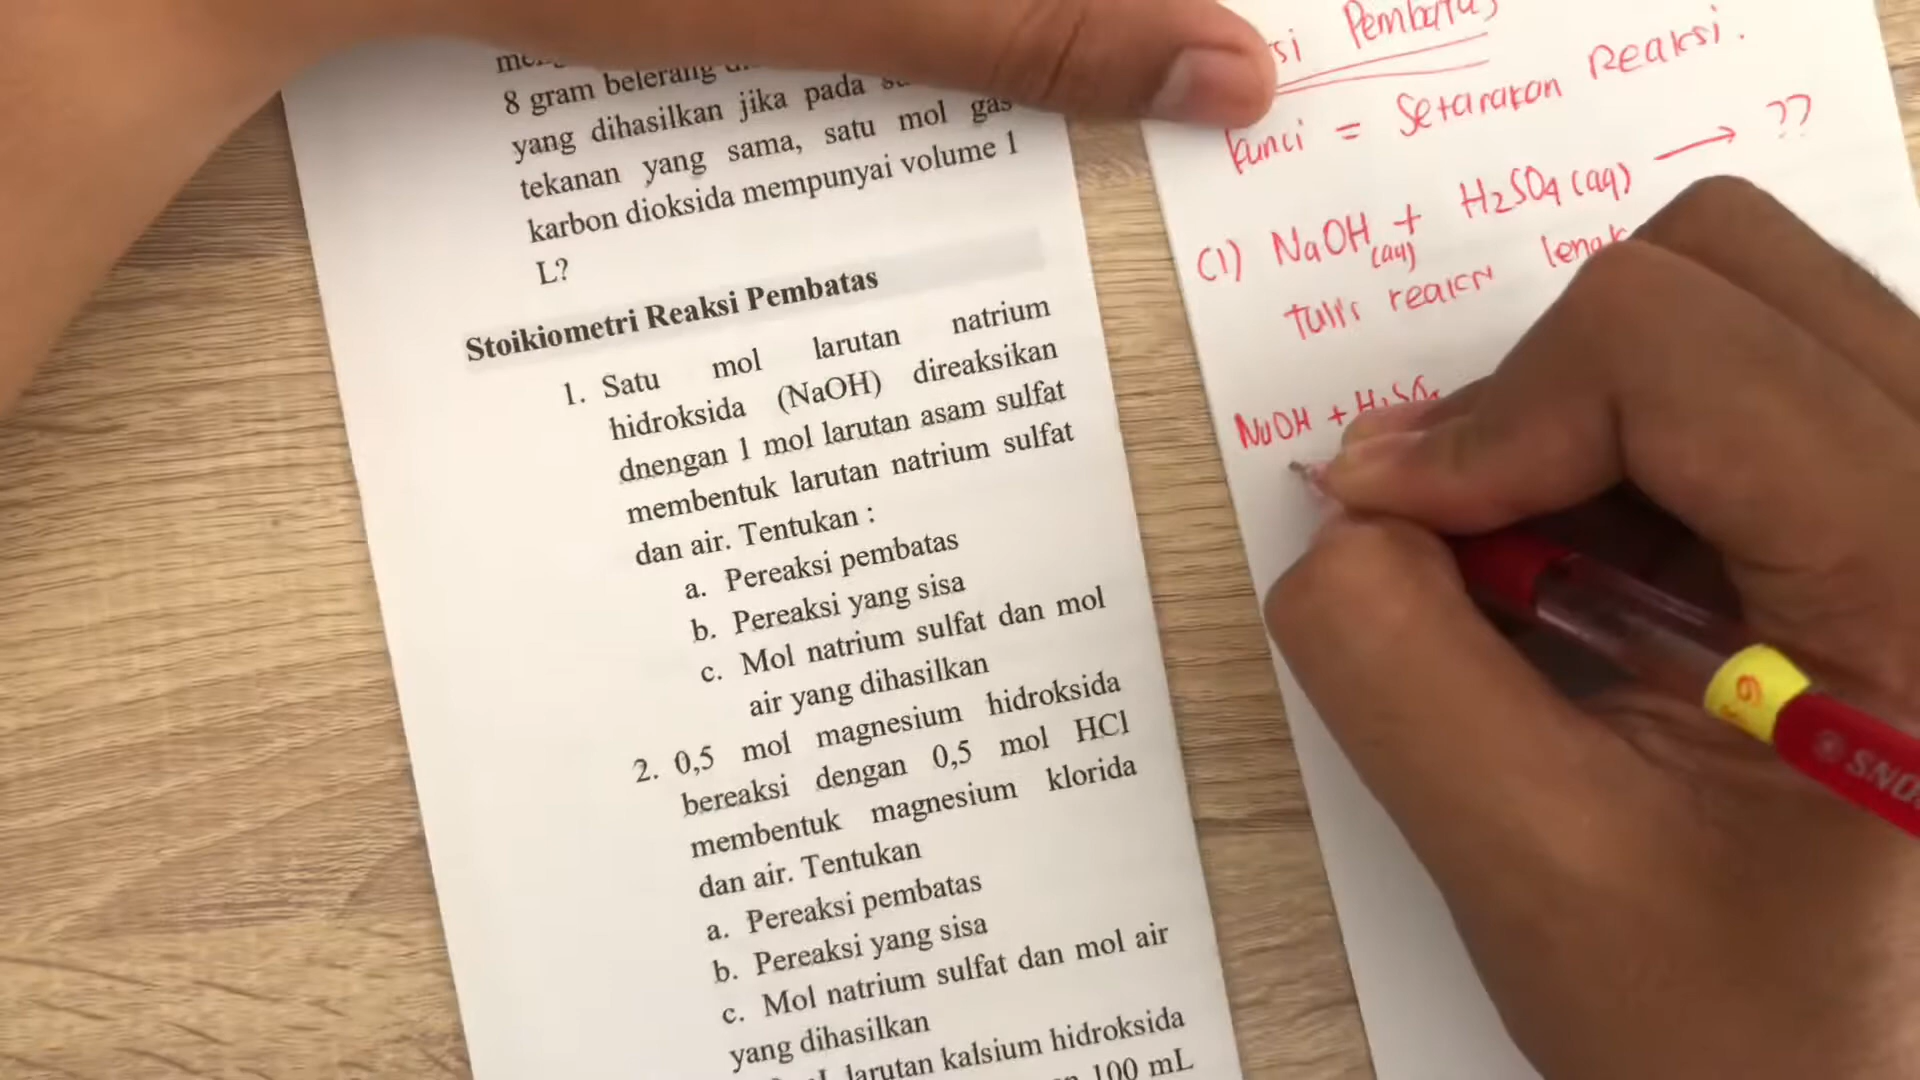 8 gram belerang
yang dihasilkan jika pada
tekanan yang sama, satu mol gas
karbon dioksida mempunyai volume 1
L?
Stoikiometri Reaksi Pembatas
1. Satu mol larutan natrium
hidroksida (NaOH) direaksikan
dnengan 1 mol larutan asam sulfat
membentuk larutan natrium sulfat
dan air. Tentukan :
a. Pereaksi pembatas
b. Pereaksi yang sisa
c. Mol natrium sulfat dan mol
air yang dihasilkan
2. 0,5 mol magnesium hidroksida
bereaksi dengan 0,5 mol HCl
membentuk magnesium klorida
dan air. Tentukan
a. Pereaksi pembatas
b. Pereaksi yang sisa
c. Mol natrium sulfat dan mol air
yang dihasilkan
larutan kalsium hidroksida
100 mL
Pembatas
kunci = Setarakan Reaksi.
(1) NaOH (aq) + H2SO4 (aq) → ??
tulis reaksi
NaOH + H2SO4
SNO